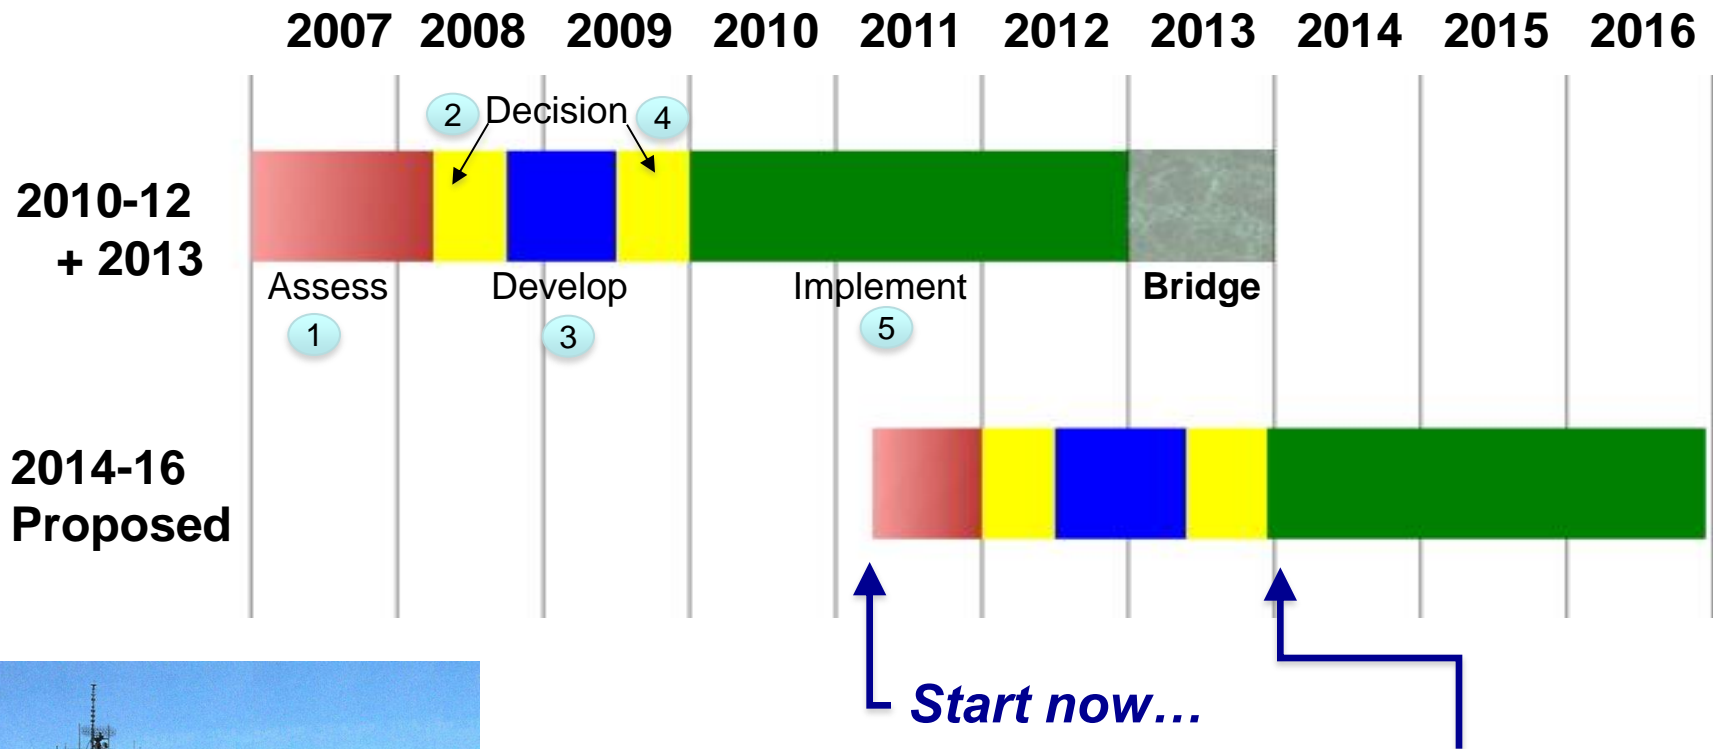 2007 2008 2009 2010 2011 2012 2013 2014 2015 2016
2 Decision 4
2010-12
+ 2013
Assess Develop Implement Bridge
1 3 5
2014-16
Proposed
Start now…